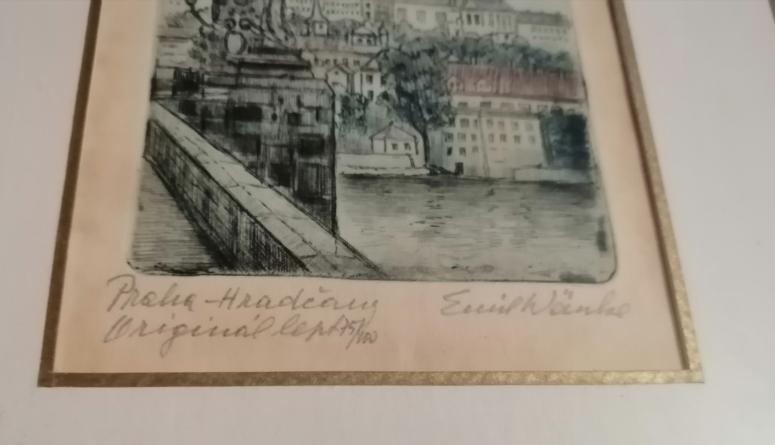 Praha-Hradčany
Originál lept 75/100
Emil Wänke